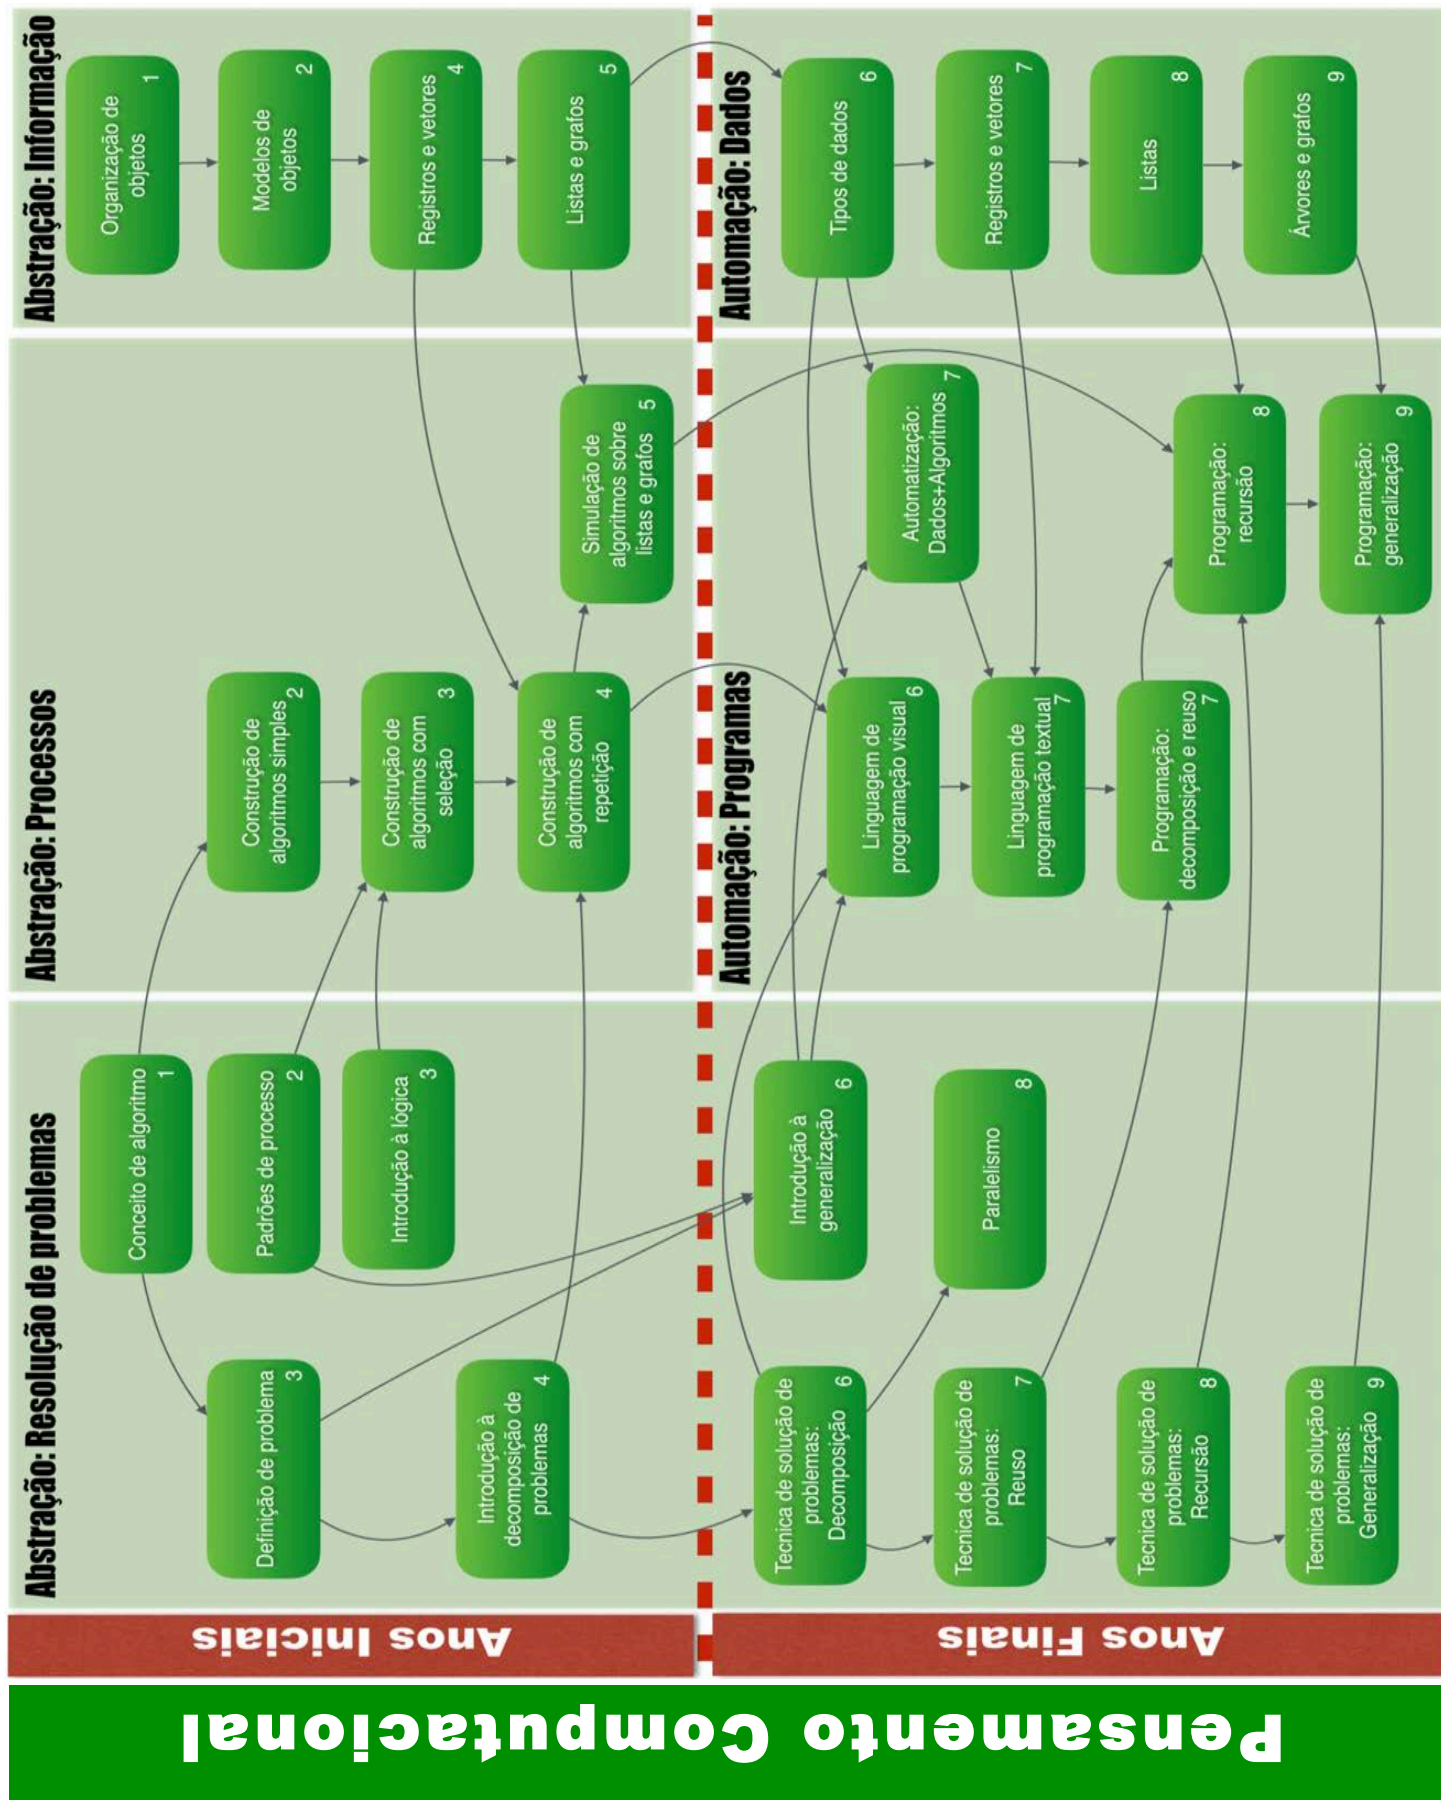 Pensamento Computacional
Anos Iniciais
Abstração: Resolução de problemas
Conceito de algoritmo
1
Padrões de processo
2
Introdução à lógica
3
Definição de problema
3
Introdução à
decomposição de
problemas
4
Abstração: Processos
Construção de
algoritmos simples
2
Construção de
algoritmos com
seleção
3
Construção de
algoritmos com
repetição
4
Simulação de
algoritmos sobre
listas e grafos
5
Abstração: Informação
Organização de
objetos
1
Modelos de
objetos
2
Registros e vetores
4
Listas e grafos
5
Anos Finais
Introdução à
generalização
6
Tecnica de solução de
problemas:
Decomposição
6
Paralelismo
8
Tecnica de solução de
problemas:
Reuso
7
Tecnica de solução de
problemas:
Recursão
8
Tecnica de solução de
problemas:
Generalização
9
Automação: Programas
Linguagem de
programação visual
6
Automatização:
Dados+Algoritmos
7
Linguagem de
programação textual
7
Programação:
decomposição e reuso
7
Programação:
recursão
8
Programação:
generalização
9
Automação: Dados
Tipos de dados
6
Registros e vetores
7
Listas
8
Árvores e grafos
9